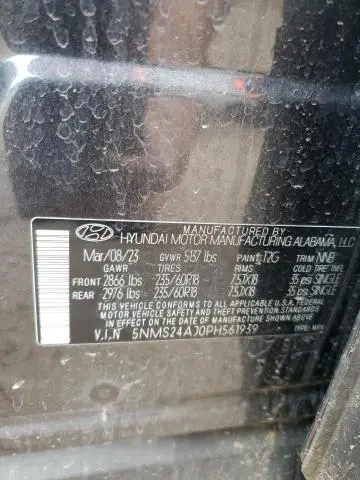 MANUFACTURED BY
HYUNDAI MOTOR MANUFACTURING ALABAMA, LLC
Mar/08/23 GVWR 5137 lbs PAINT T2G TRIM NNB
GAWR TIRES RIMS
FRONT 2866 lbs 235/60R18 7.5JX18 35 psi SINGLE
REAR 2976 lbs 235/60R18 7.5JX18 35 psi SINGLE
THIS VEHICLE CONFORMS TO ALL APPLICABLE U.S. FEDERAL
MOTOR VEHICLE SAFETY AND THEFT PREVENTION STANDARDS
IN EFFECT ON THE DATE OF MANUFACTURE SHOWN ABOVE.
V.I.N 5NMS24AJ0PH561939 TYPE: MPV